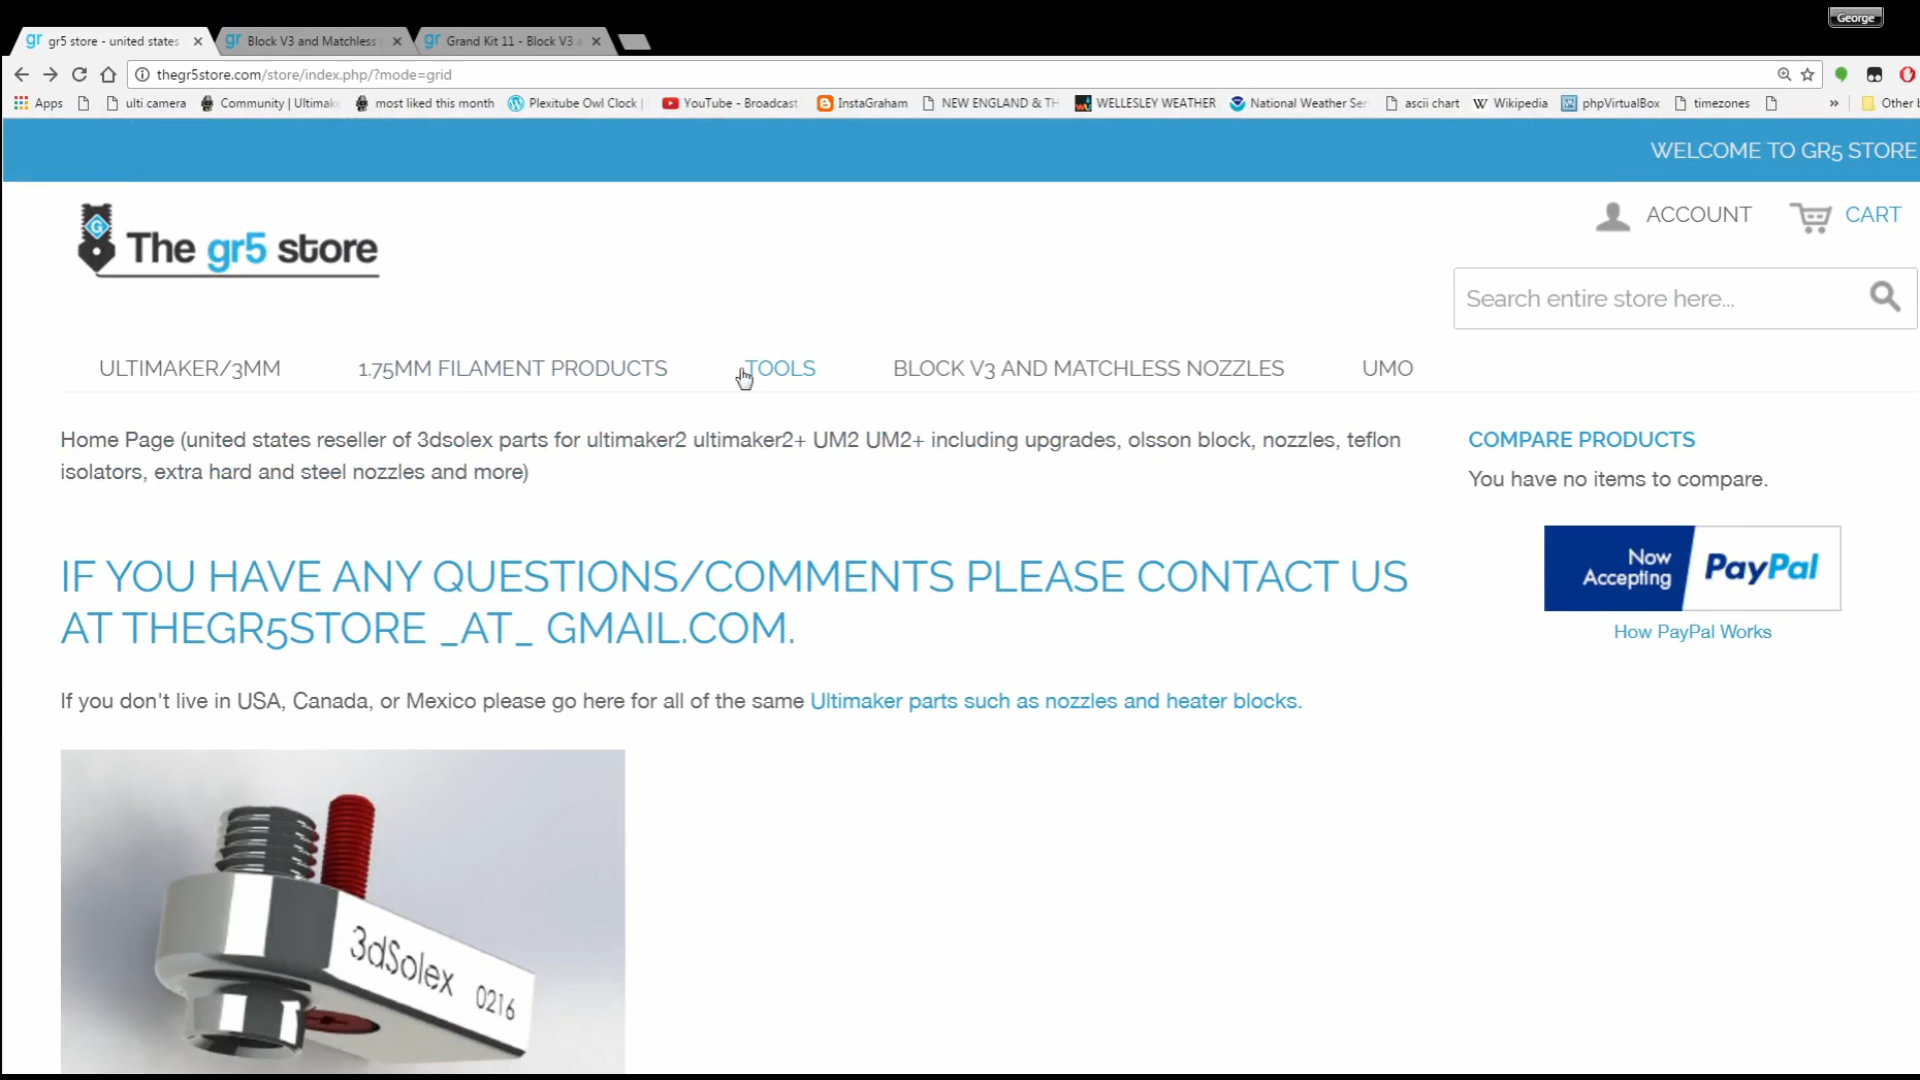 George
gr5 store - united states
Block V3 and Matchless
Grand Kit 11 - Block V3
thegr5store.com/store/index.php/?mode=grid
Apps
ulti camera
Community | Ultimak
most liked this month
Plexitube Owl Clock |
YouTube - Broadcast
InstaGraham
NEW ENGLAND & TH
WELLESLEY WEATHER
National Weather Ser
ascii chart
Wikipedia
phpVirtualBox
timezones
»
Other b
WELCOME TO GR5 STORE
G
The gr5 store
ACCOUNT
CART
Search entire store here...
ULTIMAKER/3MM
1.75MM FILAMENT PRODUCTS
TOOLS
BLOCK V3 AND MATCHLESS NOZZLES
UMO
Home Page (united states reseller of 3dsolex parts for ultimaker2 ultimaker2+ UM2 UM2+ including upgrades, olsson block, nozzles, teflon
isolators, extra hard and steel nozzles and more)
COMPARE PRODUCTS
You have no items to compare.
Now
Accepting
PayPal
How PayPal Works
IF YOU HAVE ANY QUESTIONS/COMMENTS PLEASE CONTACT US
AT THEGR5STORE _AT_ GMAIL.COM.
If you don't live in USA, Canada, or Mexico please go here for all of the same Ultimaker parts such as nozzles and heater blocks.
3dSolex 0216